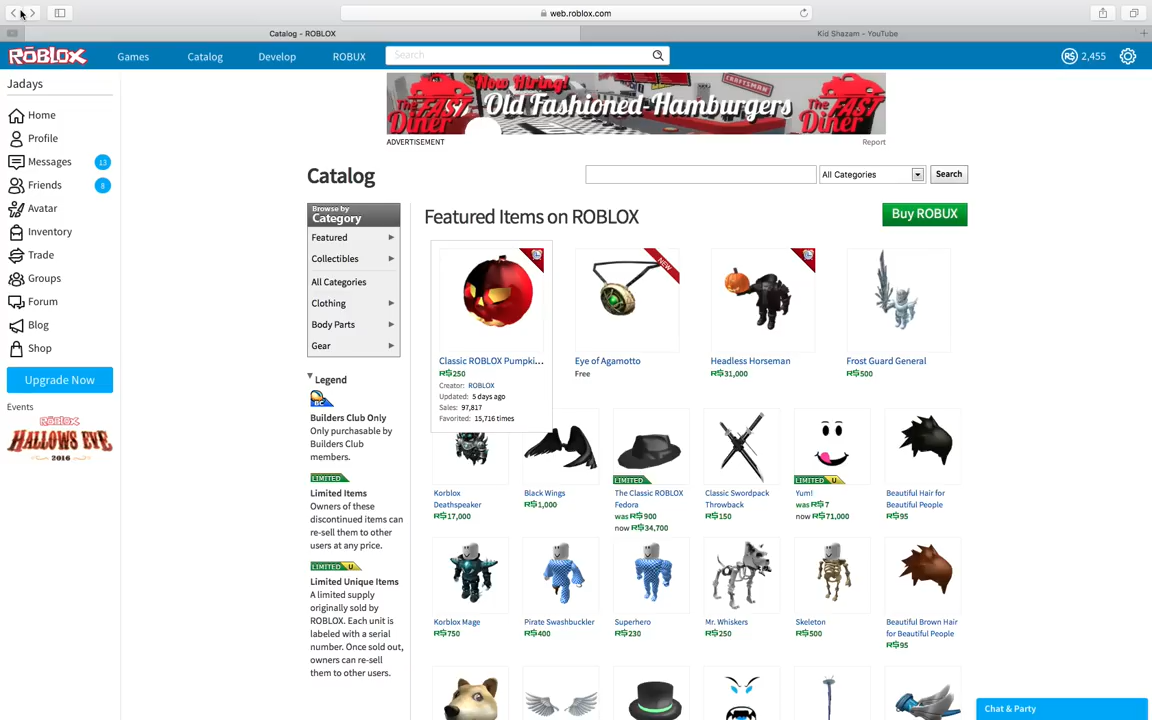 web.roblox.com
Catalog - ROBLOX
Kid Shazam - YouTube
ROBLOX
Games
Catalog
Develop
ROBUX
Search
R$ 2,455
Jadays
Home
Profile
Messages 13
Friends 8
Avatar
Inventory
Trade
Groups
Forum
Blog
Shop
Upgrade Now
Events
ROBLOX
HALLOWS EVE
2016
The FAST Diner
Now Hiring!
Old Fashioned-Hamburgers
CRAFTSMAN
The FAST Diner
ADVERTISEMENT
Report
Catalog
All Categories
Search
Browse by
Category
Featured
Collectibles
All Categories
Clothing
Body Parts
Gear
Legend
BC
Builders Club Only
Only purchasable by
Builders Club
members.
LIMITED
Limited Items
Owners of these
discontinued items can
re-sell them to other
users at any price.
LIMITED U
Limited Unique Items
A limited supply
originally sold by
ROBLOX. Each unit is
labeled with a serial
number. Once sold out,
owners can re-sell
them to other users.
Featured Items on ROBLOX
Buy ROBUX
Classic ROBLOX Pumpki...
R$250
Creator: ROBLOX
Updated: 5 days ago
Sales: 97,817
Favorited: 15,716 times
NEW
Eye of Agamotto
Free
Headless Horseman
R$31,000
Frost Guard General
R$500
Korblox
Deathspeaker
R$17,000
Black Wings
R$1,000
LIMITED
The Classic ROBLOX
Fedora
was R$900
now R$34,700
Classic Swordpack
Throwback
R$150
LIMITED U
Yum!
was R$7
now R$71,000
Beautiful Hair for
Beautiful People
R$95
Korblox Mage
R$750
Pirate Swashbuckler
R$400
Superhero
R$230
Mr. Whiskers
R$250
Skeleton
R$500
Beautiful Brown Hair
for Beautiful People
R$95
Chat & Party